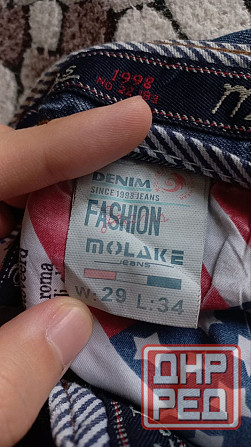 1998
DENIM
SINCE 1998 JEANS
FASHION
MOLAKE
JEANS
W:29 L:34
ДНР
РЕД